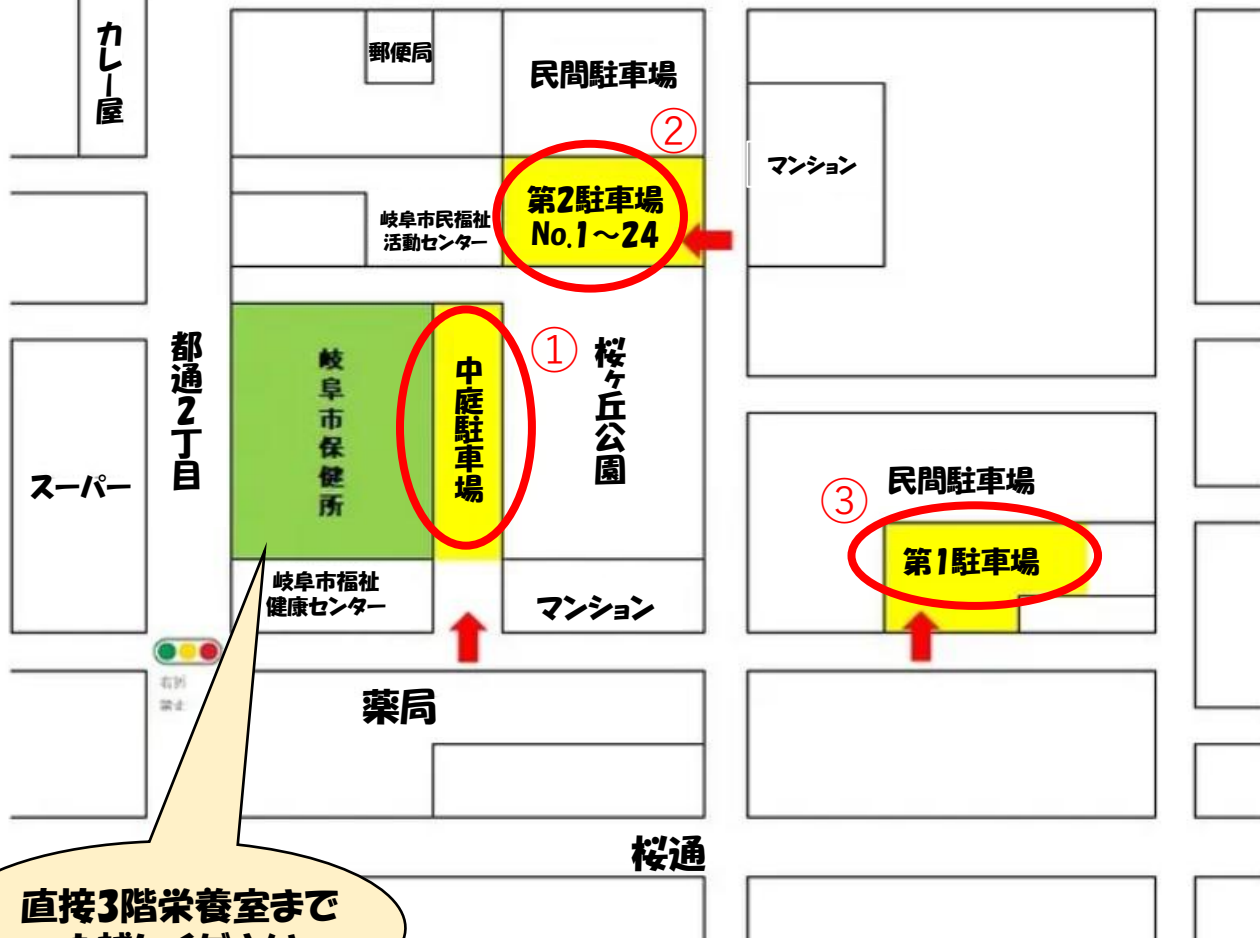 カレー屋
郵便局
民間駐車場
②
マンション
第2駐車場
No.1～24
岐阜市民福祉
活動センター
都通2丁目
岐阜市保健所
中庭駐車場
①
桜ヶ丘公園
スーパー
民間駐車場
③
第1駐車場
岐阜市福祉
健康センター
マンション
右折
禁止
薬局
桜通
直接3階栄養室まで